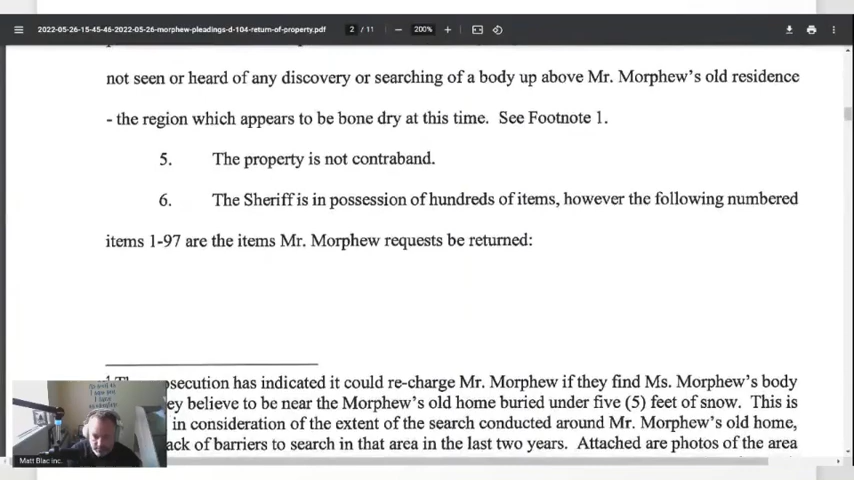 2022-05-26-15-45-46-2022-05-26-morphew-pleadings-d-104-return-of-property.pdf 2 / 11 — 200% +
not seen or heard of any discovery or searching of a body up above Mr. Morphew's old residence
- the region which appears to be bone dry at this time. See Footnote 1.
5. The property is not contraband.
6. The Sheriff is in possession of hundreds of items, however the following numbered
items 1-97 are the items Mr. Morphew requests be returned:
secution has indicated it could re-charge Mr. Morphew if they find Ms. Morphew's body
ey believe to be near the Morphew's old home buried under five (5) feet of snow. This is
in consideration of the extent of the search conducted around Mr. Morphew's old home,
ack of barriers to search in that area in the last two years. Attached are photos of the area
Matt Blac Inc.